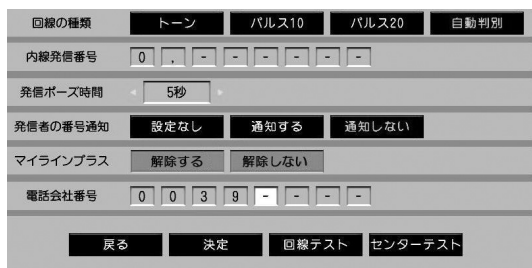 回線の種類 トーン パルス10 パルス20 自動判別
内線発信番号 0 , - - - - - -
発信ポーズ時間 5秒
発信者の番号通知 設定なし 通知する 通知しない
マイラインプラス 解除する 解除しない
電話会社番号 0 0 3 9 - - - -
戻る 決定 回線テスト センターテスト